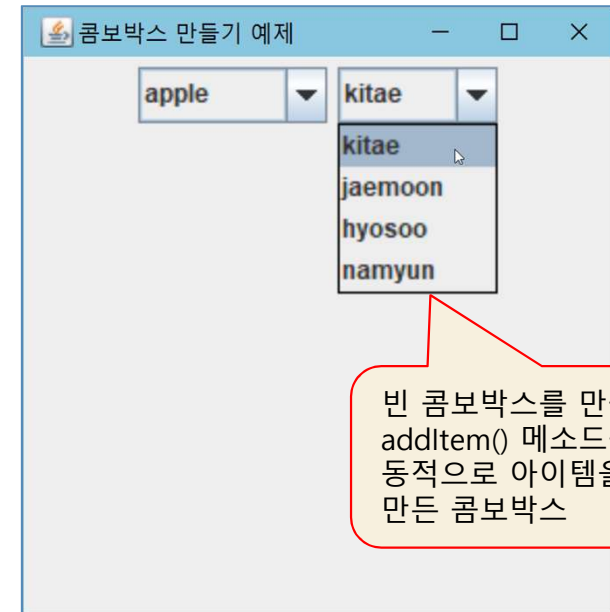 콤보박스 만들기 예제
apple
kitae
kitae
jaemoon
hyosoo
namyun
빈 콤보박스를
addItem() 메소드
동적으로 아이템을
만든 콤보박스